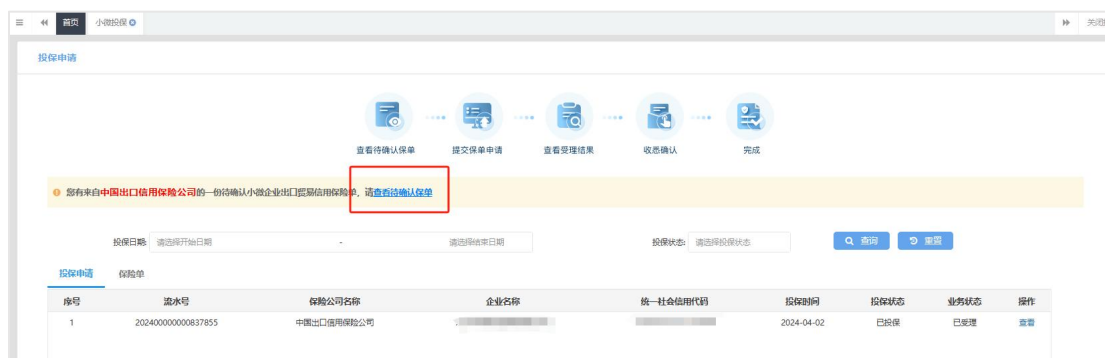 首页 小微投保 关闭
投保申请
查看待确认保单 提交保单申请 查看受理结果 收悉确认 完成
您有来自中国出口信用保险公司的一份待确认小微企业出口贸易信用保险单，请查看待确认保单
投保日期: 请选择开始日期 - 请选择结束日期 投保状态: 请选择投保状态 查询 重置
投保申请 保险单
序号 流水号 保险公司名称 企业名称 统一社会信用代码 投保时间 投保状态 业务状态 操作
1 202400000000837855 中国出口信用保险公司 2024-04-02 已投保 已受理 查看